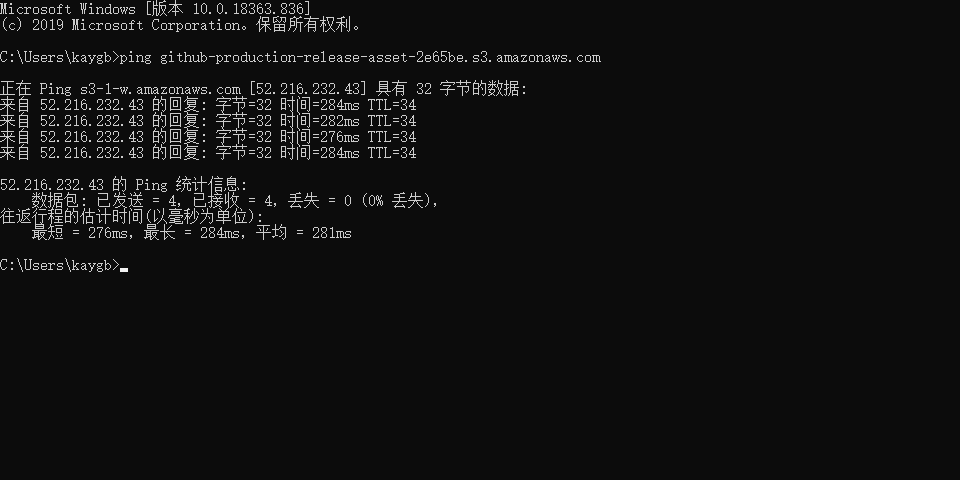 Microsoft Windows [版本 10.0.18363.836]
(c) 2019 Microsoft Corporation。保留所有权利。
C:\Users\kaygb>ping github-production-release-asset-2e65be.s3.amazonaws.com
正在 Ping s3-1-w.amazonaws.com [52.216.232.43] 具有 32 字节的数据:
来自 52.216.232.43 的回复: 字节=32 时间=284ms TTL=34
来自 52.216.232.43 的回复: 字节=32 时间=282ms TTL=34
来自 52.216.232.43 的回复: 字节=32 时间=276ms TTL=34
来自 52.216.232.43 的回复: 字节=32 时间=284ms TTL=34
52.216.232.43 的 Ping 统计信息:
数据包: 已发送 = 4，已接收 = 4，丢失 = 0 (0% 丢失)，
往返行程的估计时间(以毫秒为单位):
最短 = 276ms，最长 = 284ms，平均 = 281ms
C:\Users\kaygb>